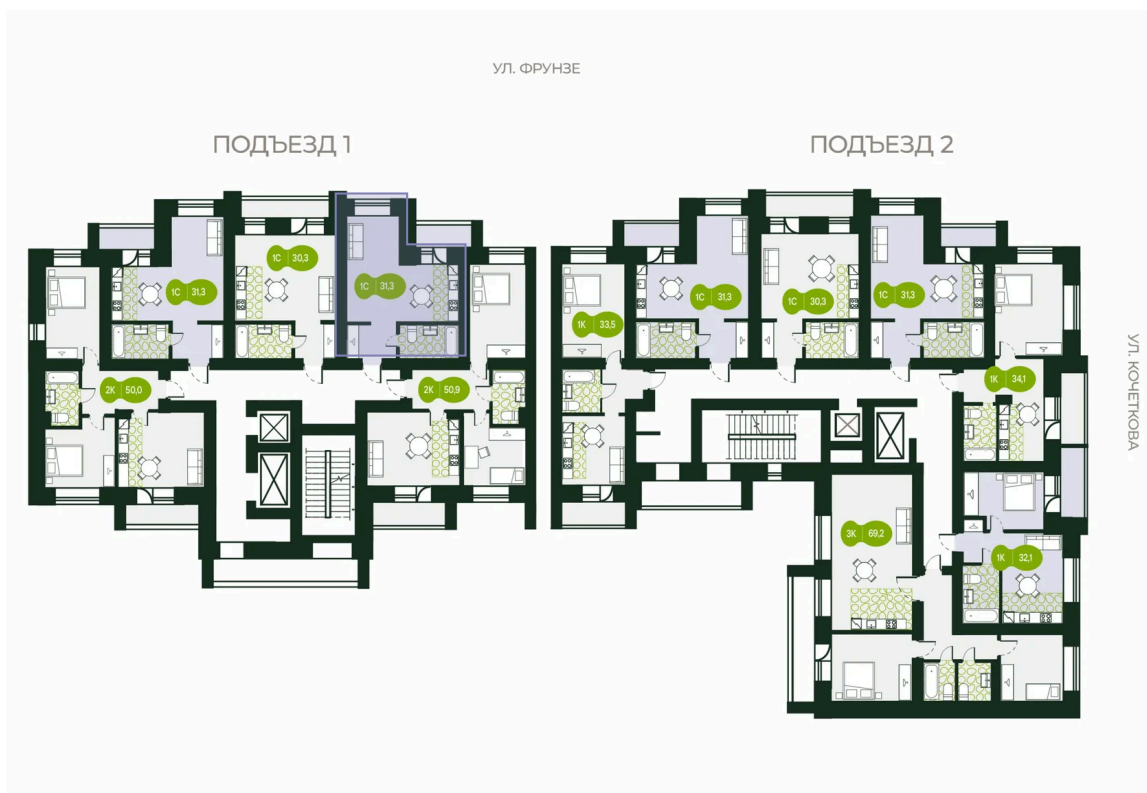 УЛ. ФРУНЗЕ
ПОДЪЕЗД 1
ПОДЪЕЗД 2
1С 31,3
1С 30,3
1С 31,3
2К 50,0
2К 50,9
1К 33,5
1С 31,3
1С 30,3
1С 31,3
1К 34,1
3К 69,2
1К 32,1
УЛ. КОЧЕТКОВА